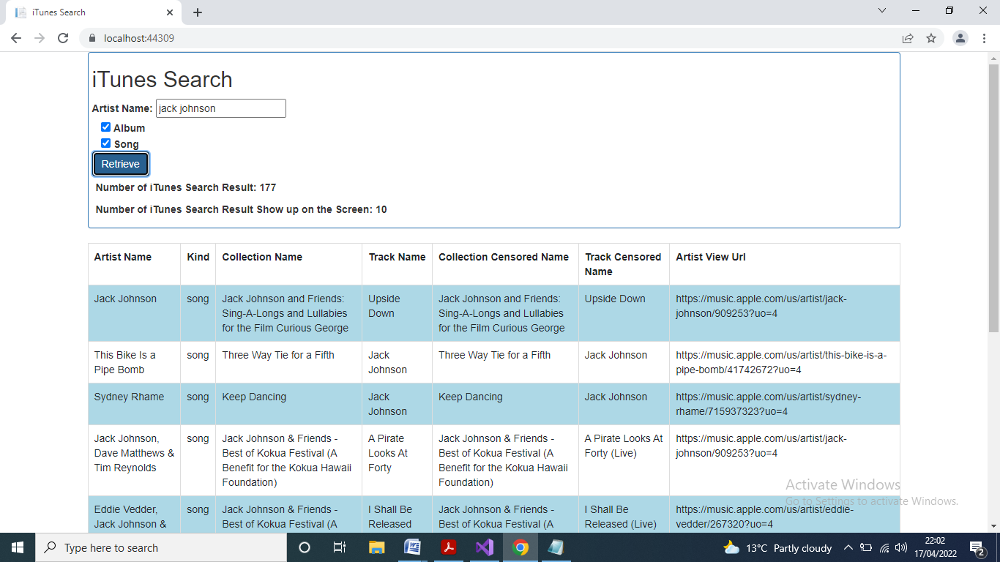 iTunes Search
localhost:44309
iTunes Search
Artist Name: jack johnson
Album
Song
Retrieve
Number of iTunes Search Result: 177
Number of iTunes Search Result Show up on the Screen: 10
Artist Name Kind Collection Name Track Name Collection Censored Name Track Censored Artist View Url
Name
Jack Johnson song Jack Johnson and Friends: Upside Jack Johnson and Friends: Upside Down https://music.apple.com/us/artist/jack-
Sing-A-Longs and Lullabies Down Sing-A-Longs and Lullabies johnson/909253?uo=4
for the Film Curious George for the Film Curious George
This Bike Is a song Three Way Tie for a Fifth Jack Three Way Tie for a Fifth Jack Johnson https://music.apple.com/us/artist/this-bike-is-a-
Pipe Bomb Johnson pipe-bomb/41742672?uo=4
Sydney Rhame song Keep Dancing Jack Keep Dancing Jack Johnson https://music.apple.com/us/artist/sydney-
Johnson rhame/715937323?uo=4
Jack Johnson, song Jack Johnson & Friends - A Pirate Jack Johnson & Friends - A Pirate Looks At https://music.apple.com/us/artist/jack-
Dave Matthews & Best of Kokua Festival (A Looks At Best of Kokua Festival (A Forty (Live) johnson/909253?uo=4
Tim Reynolds Benefit for the Kokua Hawaii Forty Benefit for the Kokua Hawaii
Foundation) Foundation)
Eddie Vedder, song Jack Johnson & Friends - I Shall Be Jack Johnson & Friends - I Shall Be https://music.apple.com/us/artist/eddie-
Jack Johnson & Best of Kokua Festival (A Released Best of Kokua Festival (A Released (Live) vedder/267320?uo=4
Activate Windows
Go to Settings to activate Windows.
Type here to search
13°C Partly cloudy
22:02
17/04/2022
2